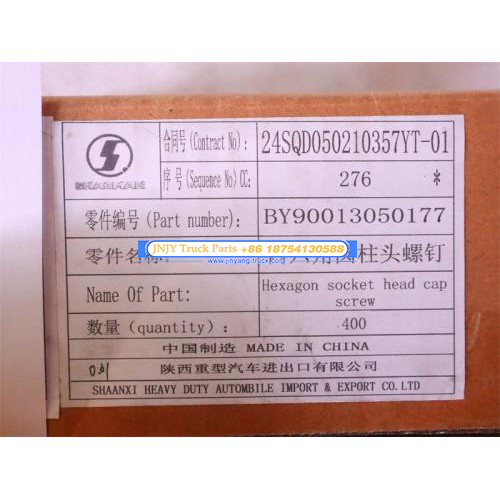 SHACMAN
合同号(Contract No): 24SQD050210357YT-01
序号(Sequence No)CC: 276 *
零件编号(Part number): BY90013050177
零件名称:
六角圆柱头螺钉
JNJY Truck Parts +86 18754130588
www.jinyang-truck.com
Name Of Part: Hexagon socket head cap
screw
数量(quantity): 400
中国制造 MADE IN CHINA
陕西重型汽车进出口有限公司
SHAANXI HEAVY DUTY AUTOMBILE IMPORT & EXPORT CO.LTD